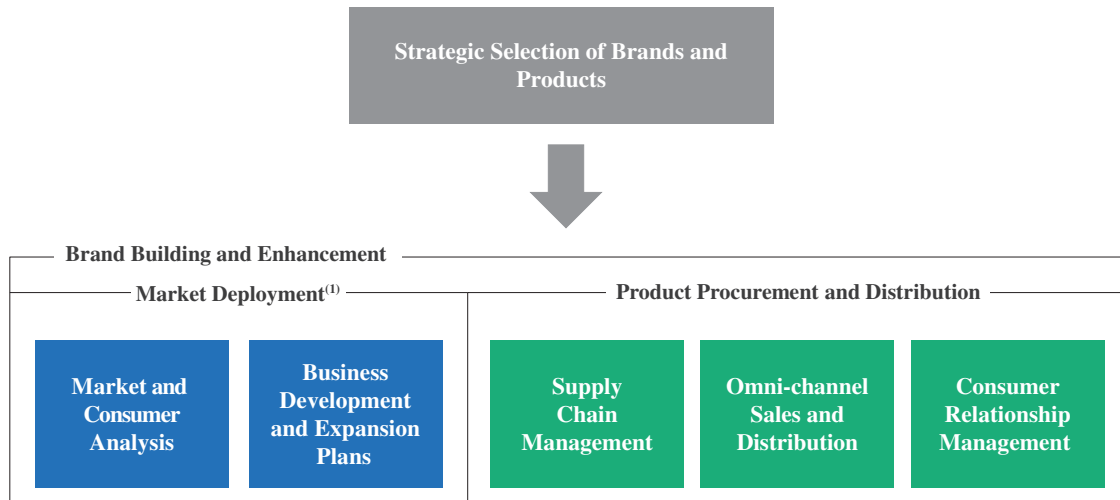 Strategic Selection of Brands and
Products
Brand Building and Enhancement
Market Deployment(1)
Product Procurement and Distribution
Market and
Consumer
Analysis
Business
Development
and Expansion
Plans
Supply
Chain
Management
Omni-channel
Sales and
Distribution
Consumer
Relationship
Management